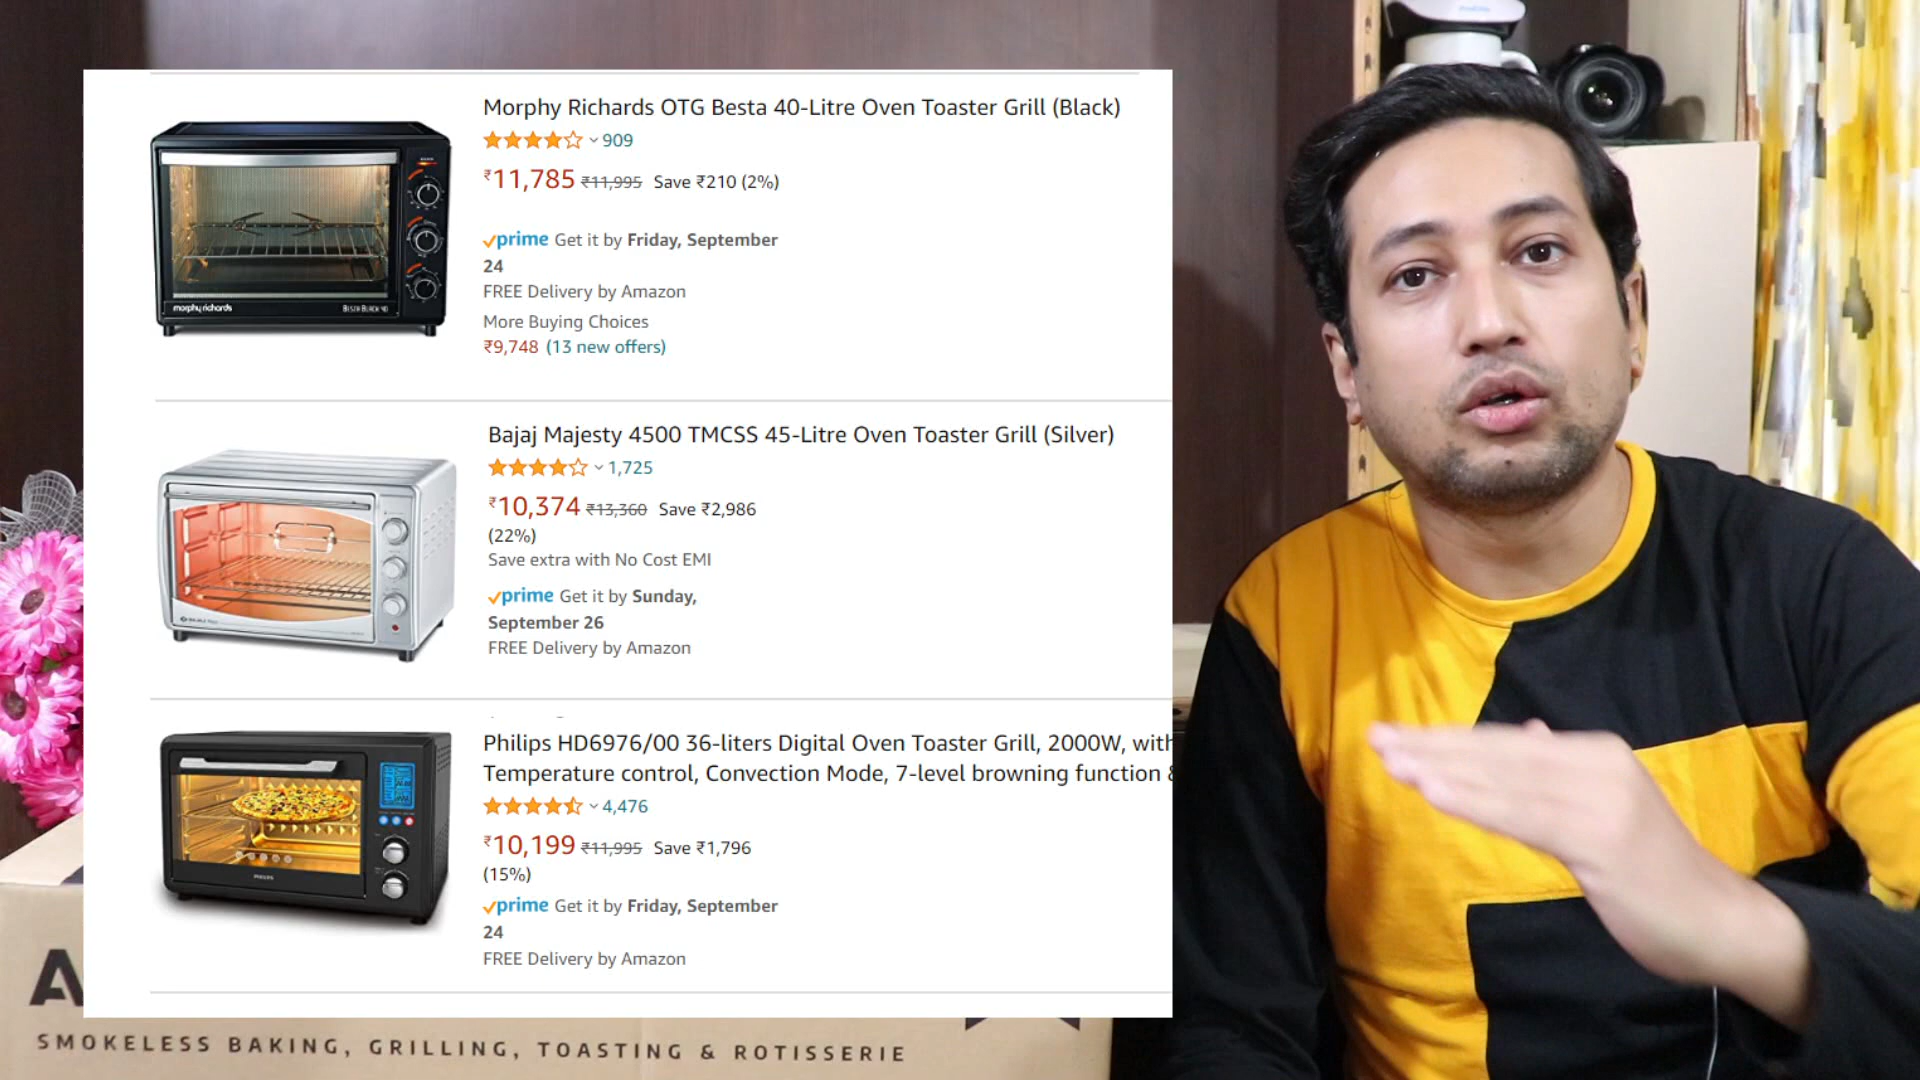 Morphy Richards OTG Besta 40-Litre Oven Toaster Grill (Black)
909
₹11,785 ₹11,995 Save ₹210 (2%)
prime Get it by Friday, September
24
FREE Delivery by Amazon
More Buying Choices
₹9,748 (13 new offers)
morphy richards
BESTA BLACK 40
Bajaj Majesty 4500 TMCSS 45-Litre Oven Toaster Grill (Silver)
1,725
₹10,374 ₹13,360 Save ₹2,986
(22%)
Save extra with No Cost EMI
prime Get it by Sunday,
September 26
FREE Delivery by Amazon
Philips HD6976/00 36-liters Digital Oven Toaster Grill, 2000W, with
Temperature control, Convection Mode, 7-level browning function &
4,476
₹10,199 ₹11,995 Save ₹1,796
(15%)
prime Get it by Friday, September
24
FREE Delivery by Amazon
PHILIPS
A
SMOKELESS BAKING, GRILLING, TOASTING & ROTISSERIE